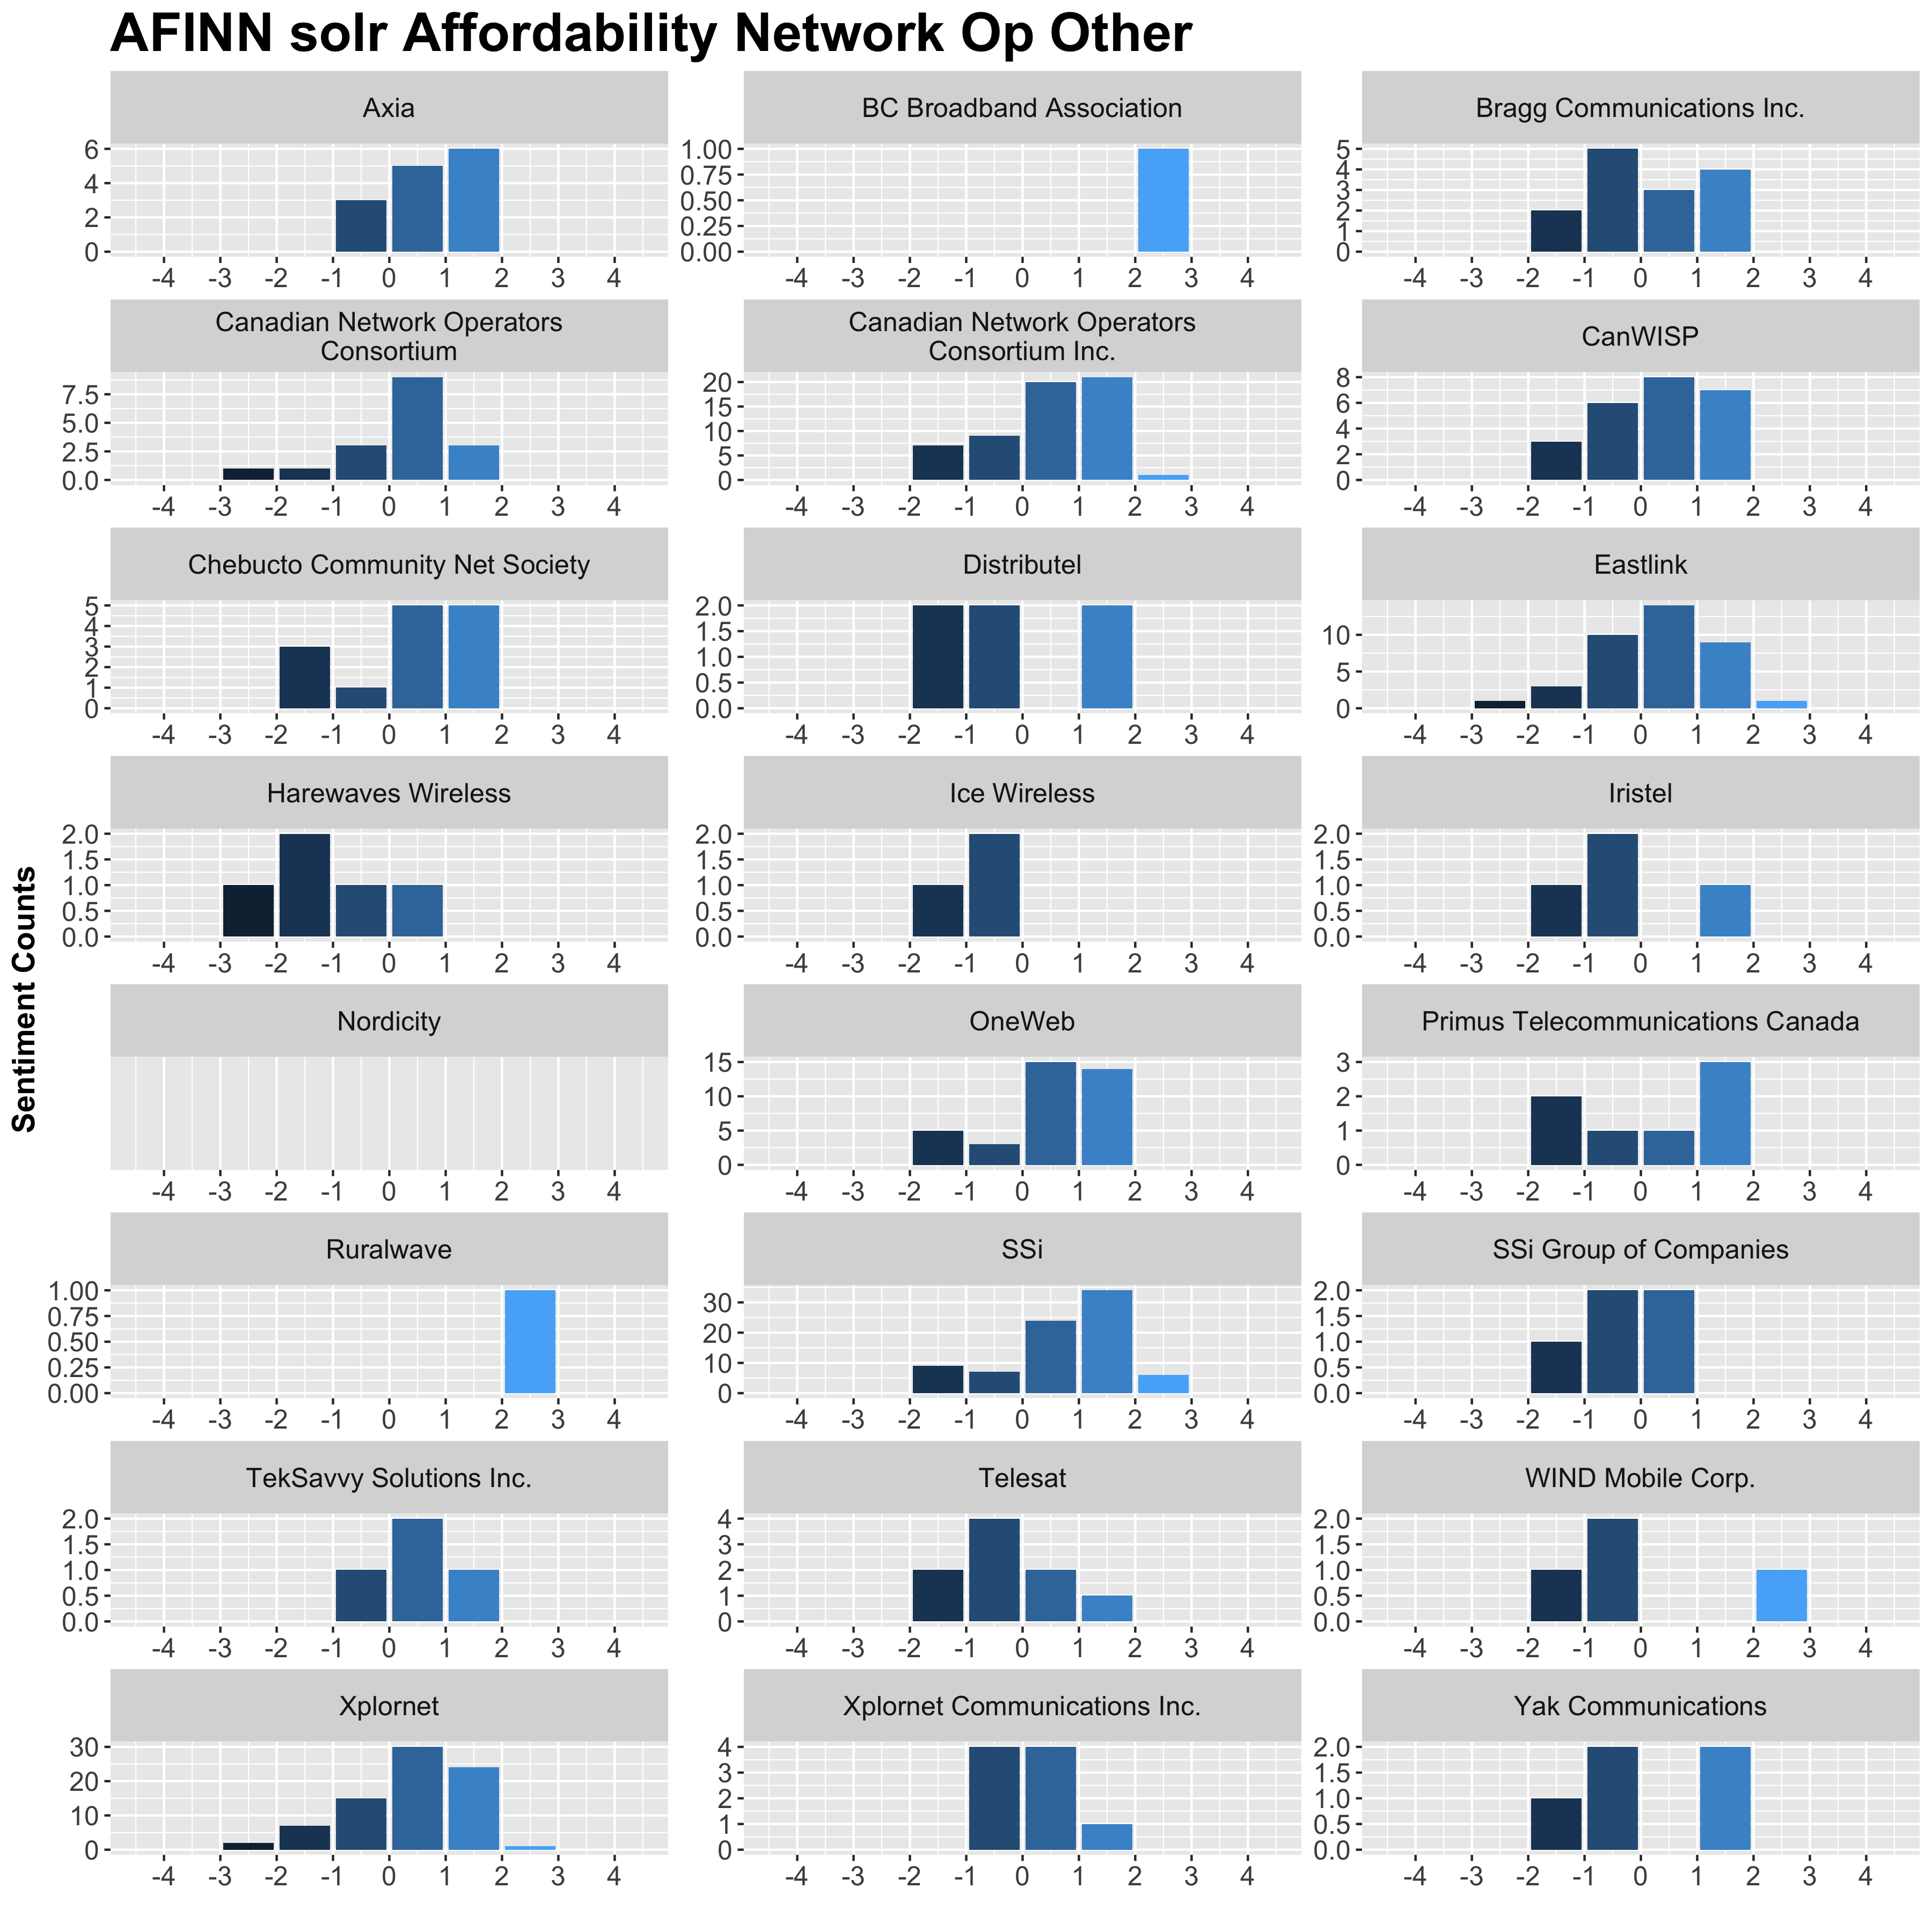 AFINN solr Affordability Network Op Other
Sentiment Counts
Axia
6
4
2
0
-4 -3 -2 -1 0 1 2 3 4
BC Broadband Association
1.00
0.75
0.50
0.25
0.00
-4 -3 -2 -1 0 1 2 3 4
Bragg Communications Inc.
5
4
3
2
1
0
-4 -3 -2 -1 0 1 2 3 4
Canadian Network Operators
Consortium
7.5
5.0
2.5
0.0
-4 -3 -2 -1 0 1 2 3 4
Canadian Network Operators
Consortium Inc.
20
15
10
5
0
-4 -3 -2 -1 0 1 2 3 4
CanWISP
8
6
4
2
0
-4 -3 -2 -1 0 1 2 3 4
Chebucto Community Net Society
5
4
3
2
1
0
-4 -3 -2 -1 0 1 2 3 4
Distributel
2.0
1.5
1.0
0.5
0.0
-4 -3 -2 -1 0 1 2 3 4
Eastlink
10
5
0
-4 -3 -2 -1 0 1 2 3 4
Harewaves Wireless
2.0
1.5
1.0
0.5
0.0
-4 -3 -2 -1 0 1 2 3 4
Ice Wireless
2.0
1.5
1.0
0.5
0.0
-4 -3 -2 -1 0 1 2 3 4
Iristel
2.0
1.5
1.0
0.5
0.0
-4 -3 -2 -1 0 1 2 3 4
Nordicity
-4 -3 -2 -1 0 1 2 3 4
OneWeb
15
10
5
0
-4 -3 -2 -1 0 1 2 3 4
Primus Telecommunications Canada
3
2
1
0
-4 -3 -2 -1 0 1 2 3 4
Ruralwave
1.00
0.75
0.50
0.25
0.00
-4 -3 -2 -1 0 1 2 3 4
SSi
30
20
10
0
-4 -3 -2 -1 0 1 2 3 4
SSi Group of Companies
2.0
1.5
1.0
0.5
0.0
-4 -3 -2 -1 0 1 2 3 4
TekSavvy Solutions Inc.
2.0
1.5
1.0
0.5
0.0
-4 -3 -2 -1 0 1 2 3 4
Telesat
4
3
2
1
0
-4 -3 -2 -1 0 1 2 3 4
WIND Mobile Corp.
2.0
1.5
1.0
0.5
0.0
-4 -3 -2 -1 0 1 2 3 4
Xplornet
30
20
10
0
-4 -3 -2 -1 0 1 2 3 4
Xplornet Communications Inc.
4
3
2
1
0
-4 -3 -2 -1 0 1 2 3 4
Yak Communications
2.0
1.5
1.0
0.5
0.0
-4 -3 -2 -1 0 1 2 3 4